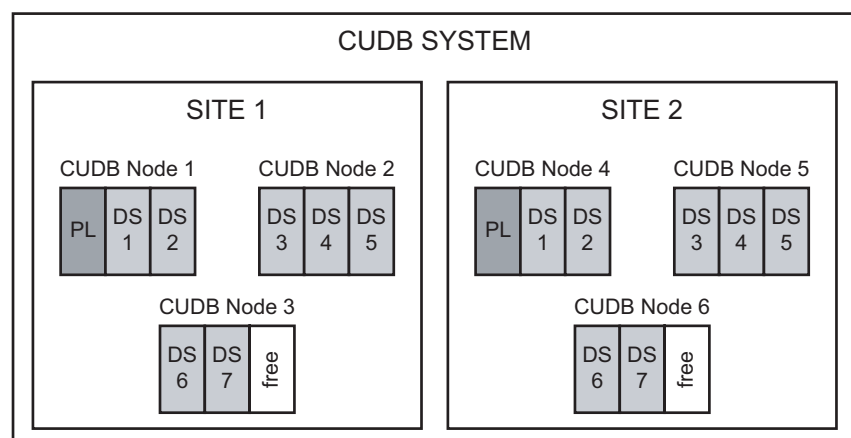 CUDB SYSTEM
SITE 1
CUDB Node 1
PL
DS
1
DS
2
CUDB Node 2
DS
3
DS
4
DS
5
CUDB Node 3
DS
6
DS
7
free
SITE 2
CUDB Node 4
PL
DS
1
DS
2
CUDB Node 5
DS
3
DS
4
DS
5
CUDB Node 6
DS
6
DS
7
free